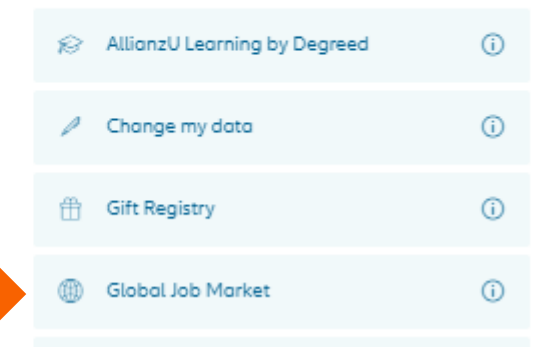 AllianzU Learning by Degreed
Change my data
Gift Registry
Global Job Market